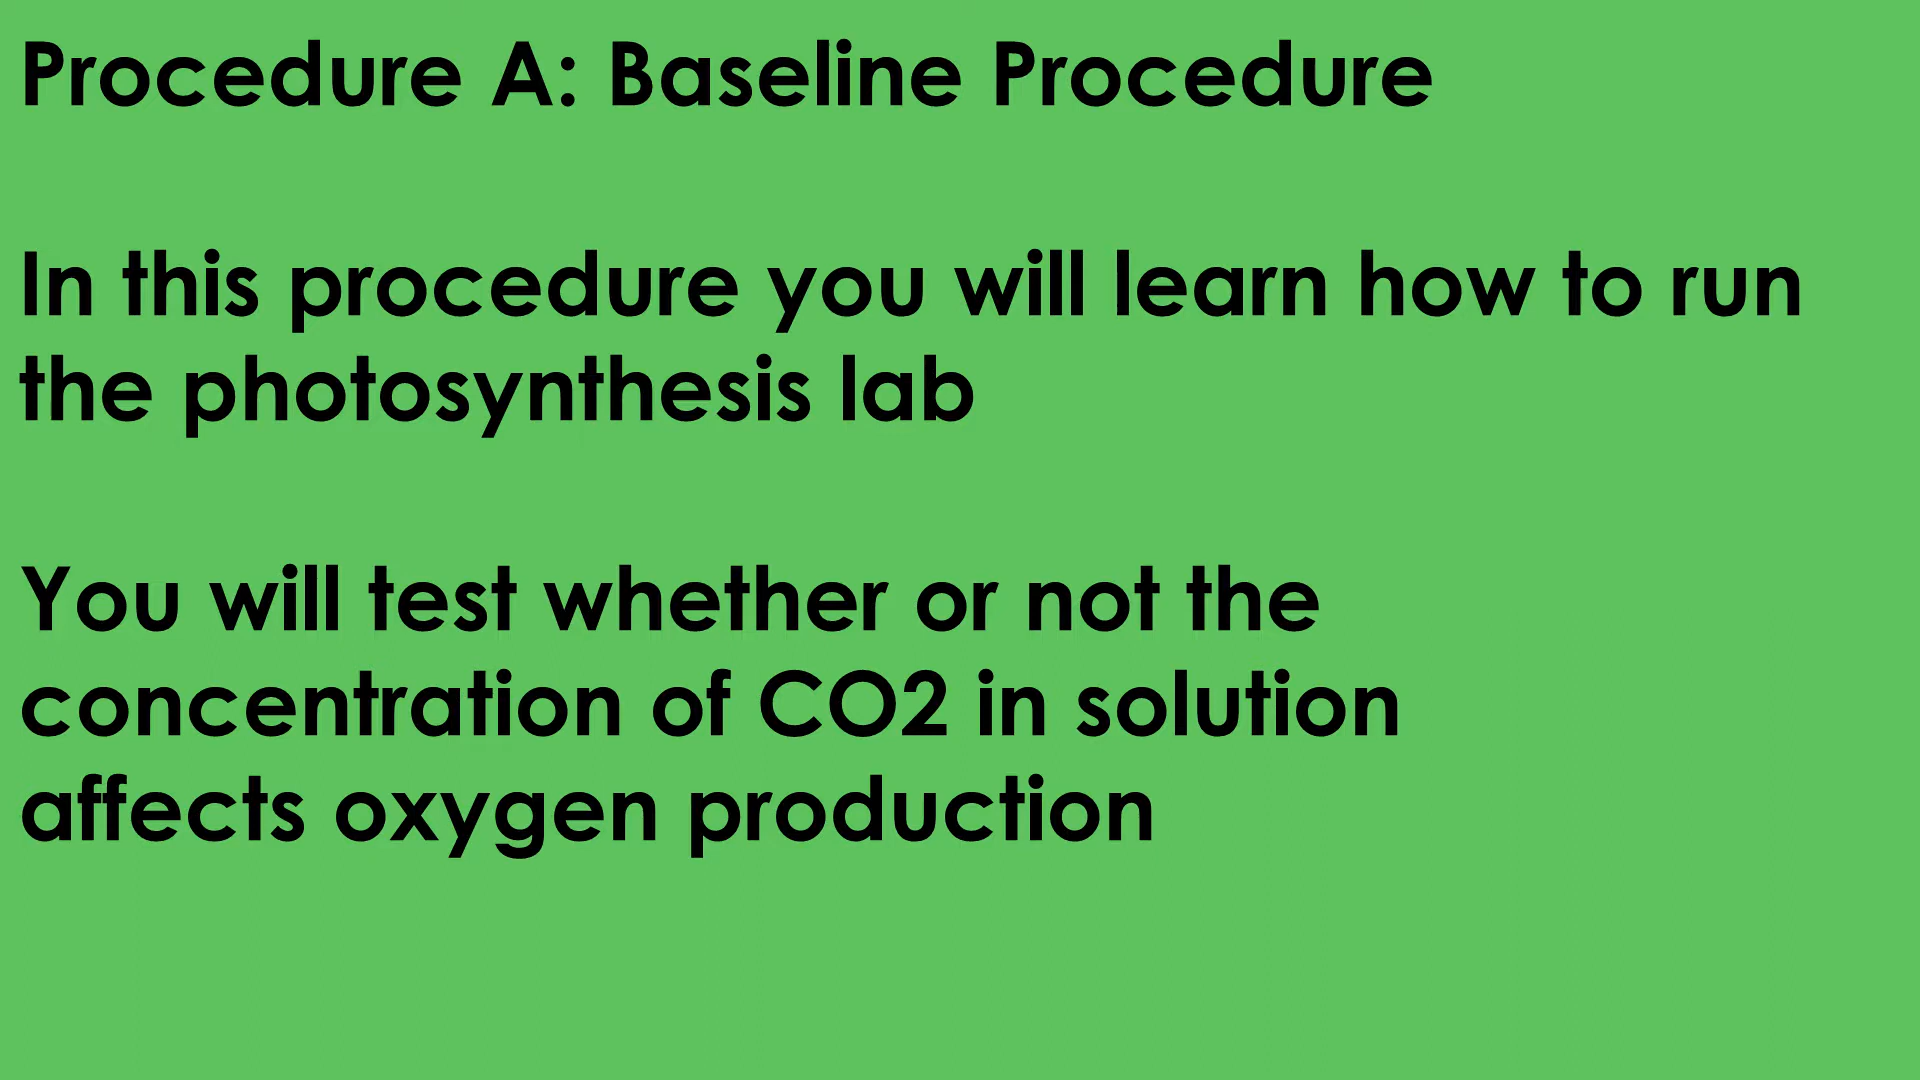 Procedure A: Baseline Procedure
In this procedure you will learn how to run
the photosynthesis lab
You will test whether or not the
concentration of CO2 in solution
affects oxygen production